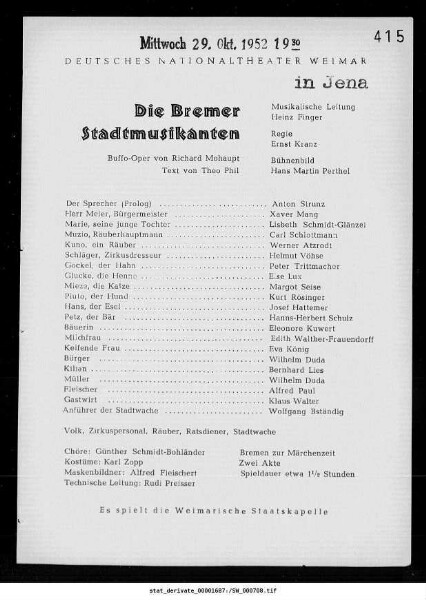 415
Mittwoch 29. Okt. 1952 19³⁰
DEUTSCHES NATIONALTHEATER WEIMAR
in Jena
Die Bremer
Stadtmusikanten
Buffo-Oper von Richard Mohaupt
Text von Theo Phil
Musikalische Leitung
Heinz Finger
Regie
Ernst Kranz
Bühnenbild
Hans Martin Perthel
Der Sprecher (Prolog) .......... Anton Strunz
Herr Meier, Bürgermeister .......... Xaver Mang
Marie, seine junge Tochter .......... Lisbeth Schmidt-Glänzel
Muzio, Räuberhauptmann .......... Carl Schlottmann
Kuno, ein Räuber .......... Werner Atzrodt
Schläger, Zirkusdresseur .......... Helmut Vöhse
Gockel, der Hahn .......... Peter Trittmacher
Glucke, die Henne .......... Else Lux
Mieze, die Katze .......... Margot Seise
Pluto, der Hund .......... Kurt Rösinger
Hans, der Esel .......... Josef Hattemer
Petz, der Bär .......... Hanns-Herbert Schulz
Bäuerin .......... Eleonore Kuwert
Milchfrau .......... Edith Walther-Frauendorff
Keifende Frau .......... Eva König
Bürger .......... Wilhelm Duda
Kilian .......... Bernhard Lies
Müller .......... Wilhelm Duda
Fleischer .......... Alfred Paul
Gastwirt .......... Klaus Walter
Anführer der Stadtwache .......... Wolfgang Bständig
Volk, Zirkuspersonal, Räuber, Ratsdiener, Stadtwache
Chöre: Günther Schmidt-Bohländer
Kostüme: Karl Zopp
Maskenbildner: Alfred Fleischert
Technische Leitung: Rudi Preisser
Bremen zur Märchenzeit
Zwei Akte
Spieldauer etwa 1½ Stunden
Es spielt die Weimarische Staatskapelle
stat_derivate_00001687:/SW_000708.tif